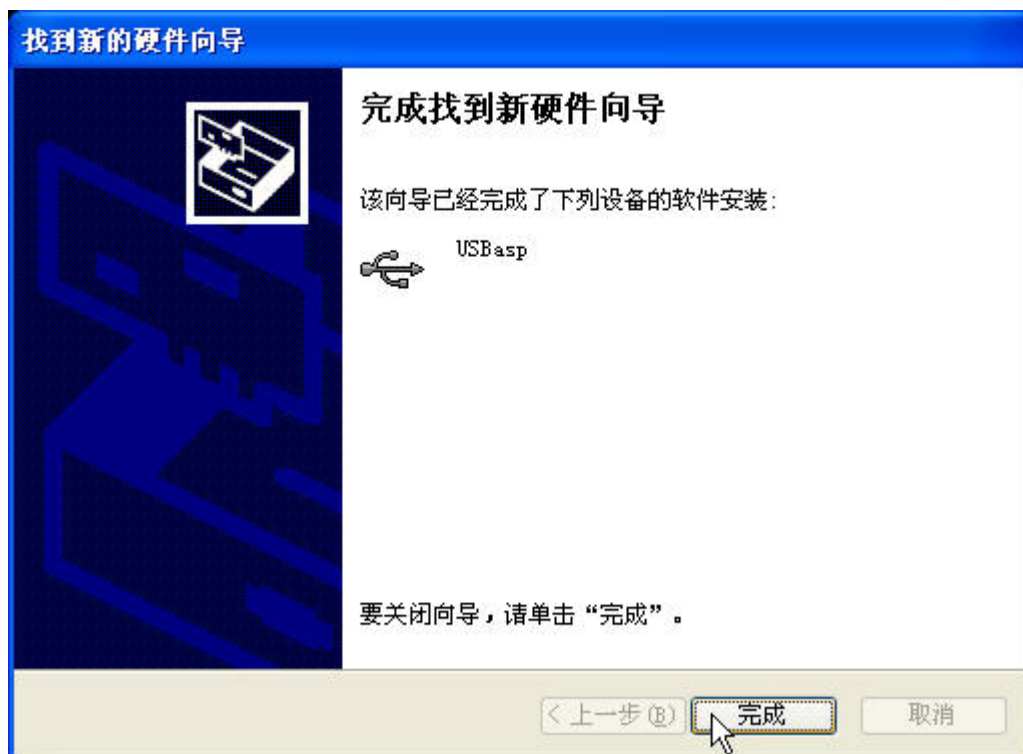 找到新的硬件向导
完成找到新硬件向导
该向导已经完成了下列设备的软件安装:
USBasp
要关闭向导，请单击“完成”。
< 上一步(B)
完成
取消